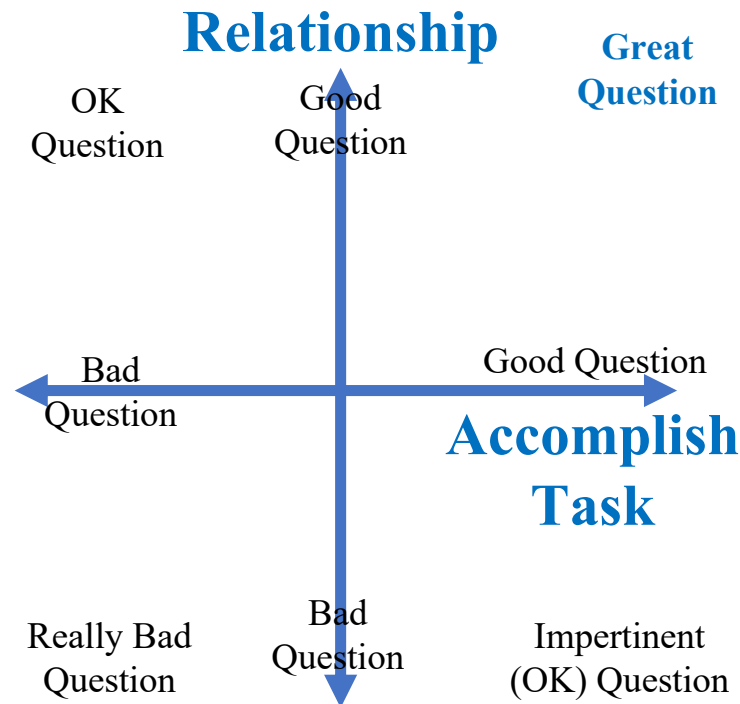 Relationship
Great
Question
OK
Question
Good
Question
Bad
Question
Good Question
Accomplish
Task
Really Bad
Question
Bad
Question
Impertinent
(OK) Question